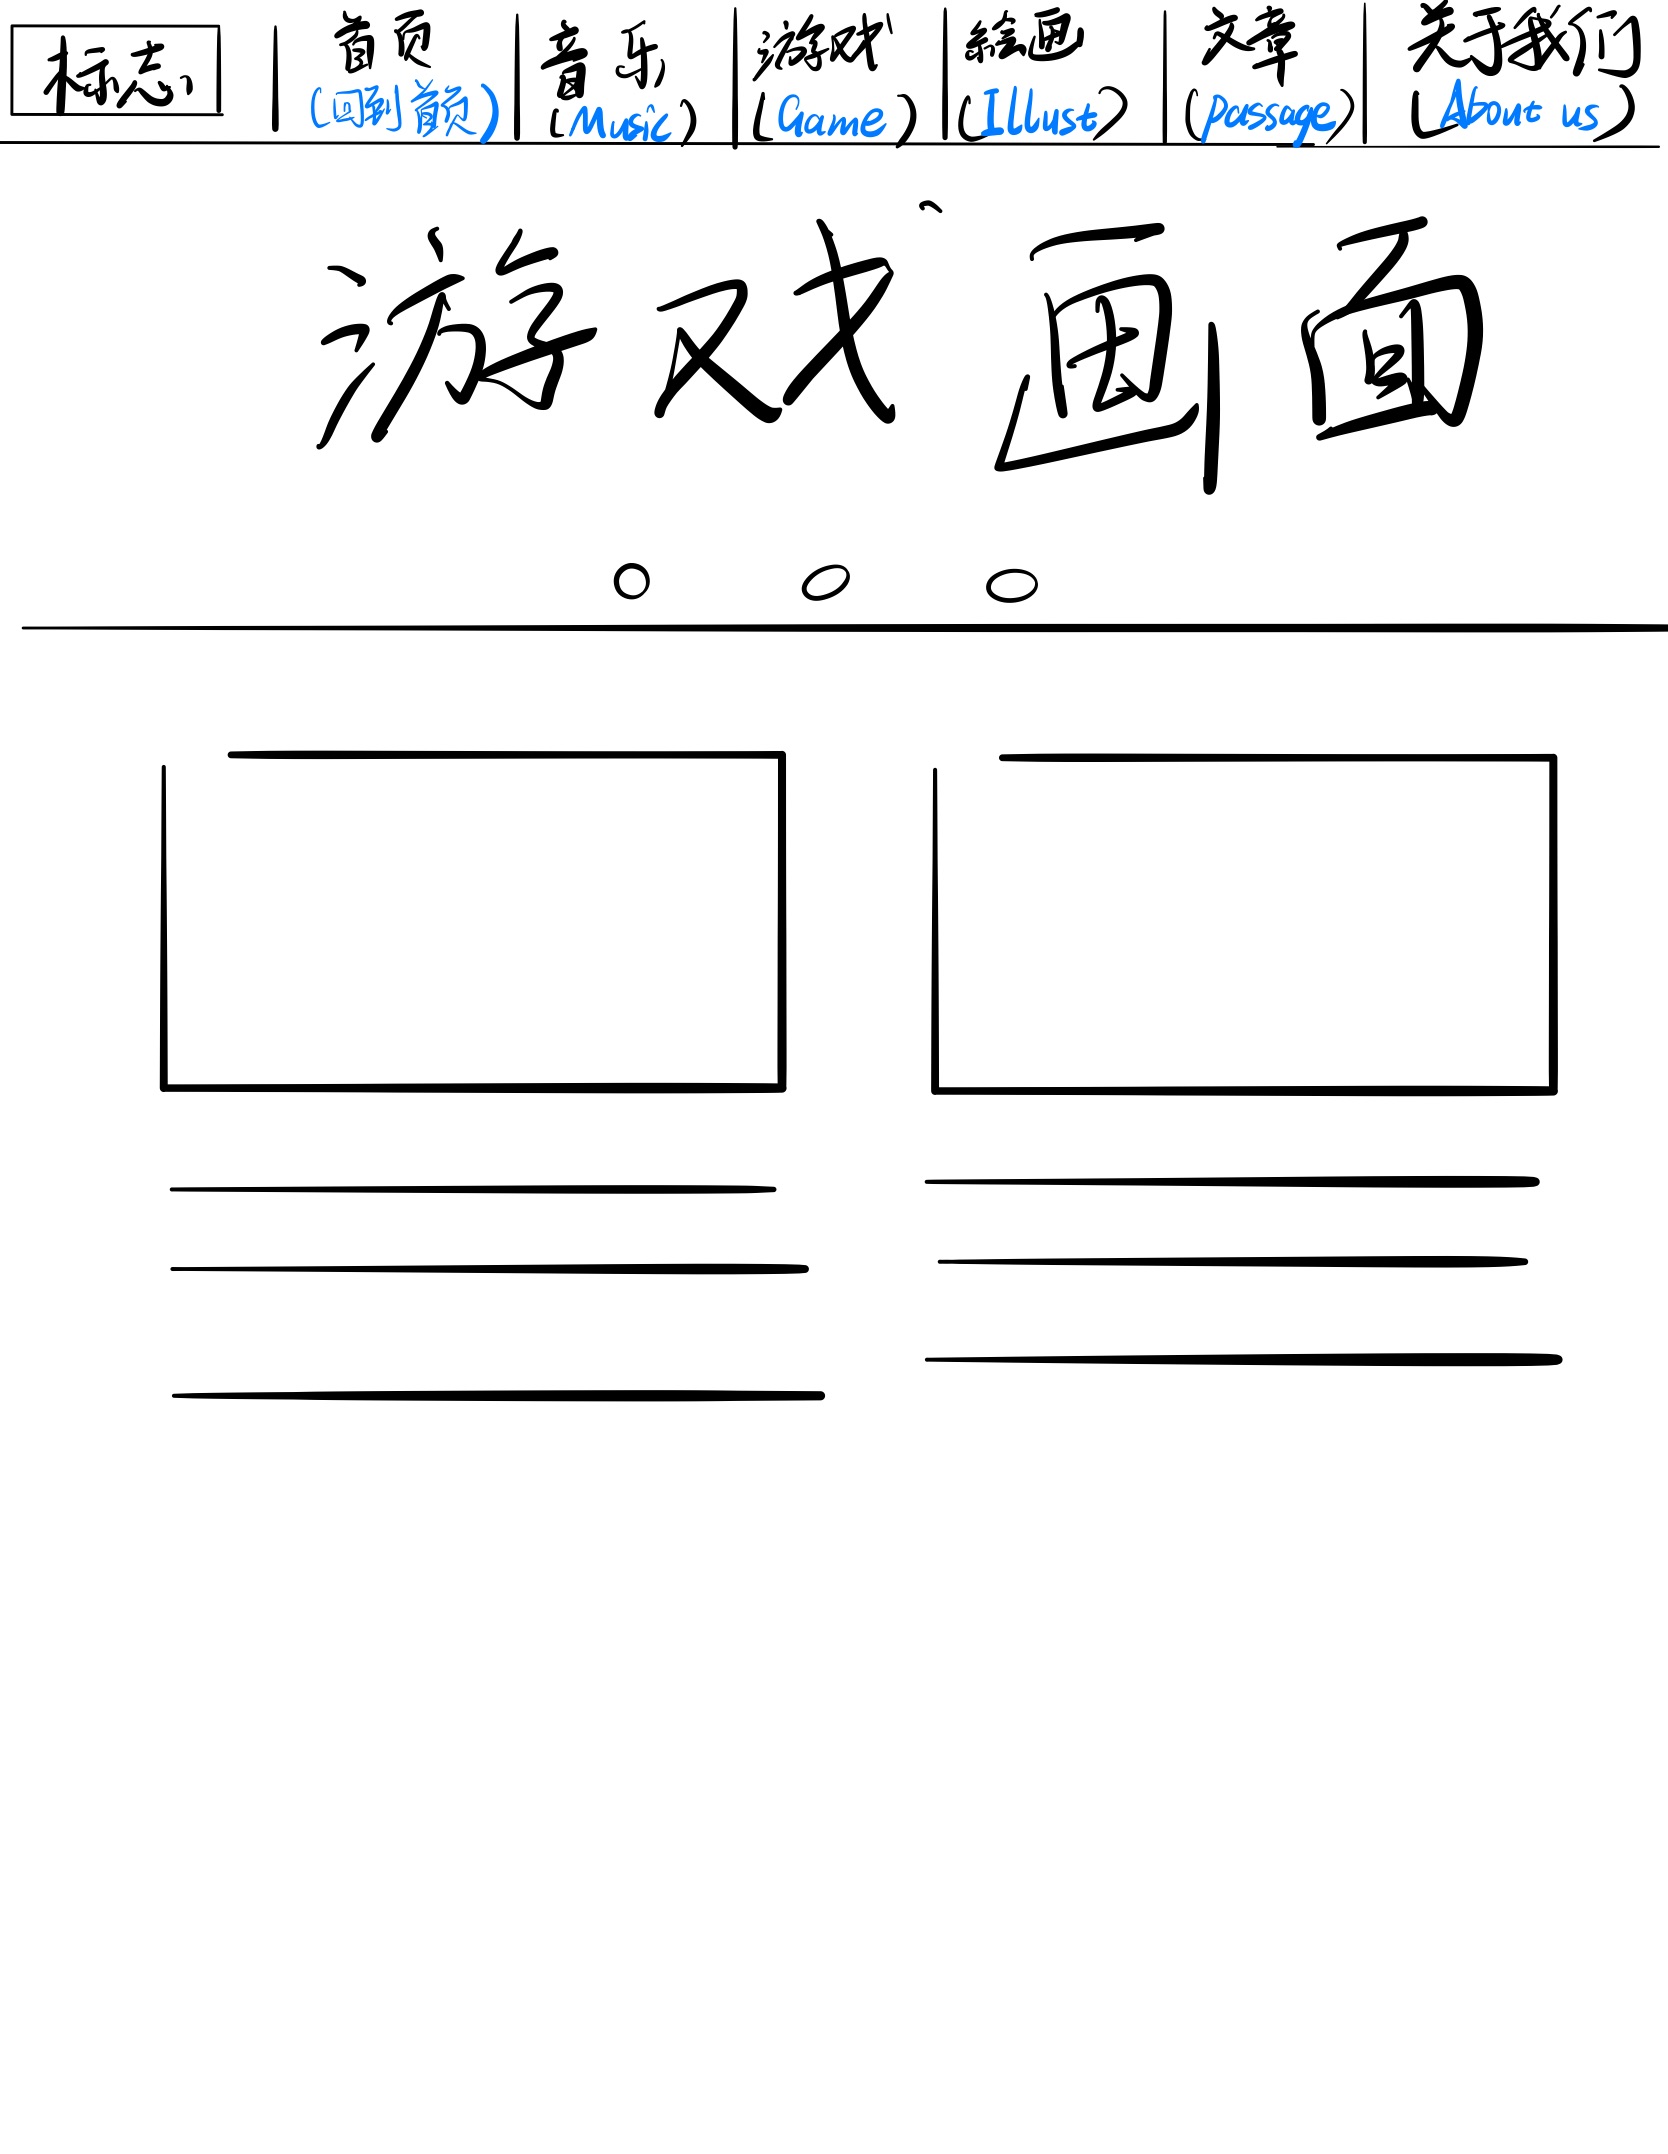 标志
首页
(回到首页)
音乐
(Music)
游戏
(Game)
绘画
(Illust)
文章
(passage)
关于我们
(About us)
游戏画面